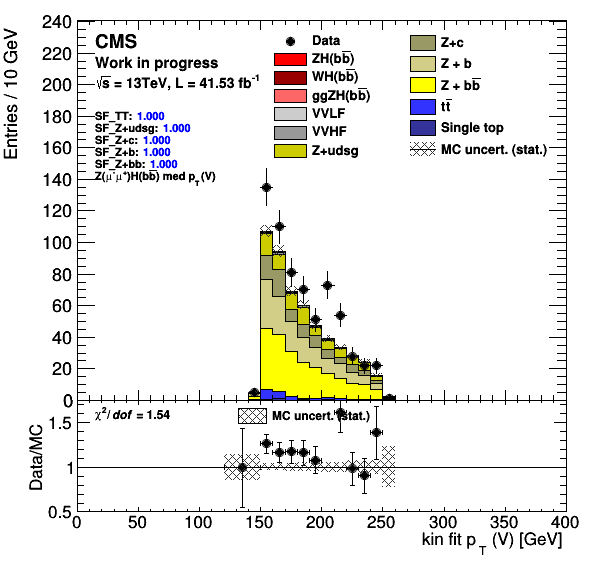 CMS
Work in progress
√s = 13TeV, L = 41.53 fb⁻¹
SF_TT: 1.000
SF_Z+udsg: 1.000
SF_Z+c: 1.000
SF_Z+b: 1.000
SF_Z+bb: 1.000
Z(μ⁻μ⁺)H(bb̅) med p_T(V)
Data
ZH(bb̅)
WH(bb̅)
ggZH(bb̅)
VVLF
VVHF
Z+udsg
Z+c
Z + b
Z + bb̅
tt̅
Single top
MC uncert. (stat.)
Entries / 10 GeV
240
220
200
180
160
140
120
100
80
60
40
20
0
χ²/dof = 1.54
MC uncert. (stat.)
Data/MC
1.5
1
0.5
0 50 100 150 200 250 300 350 400
kin fit p_T (V) [GeV]